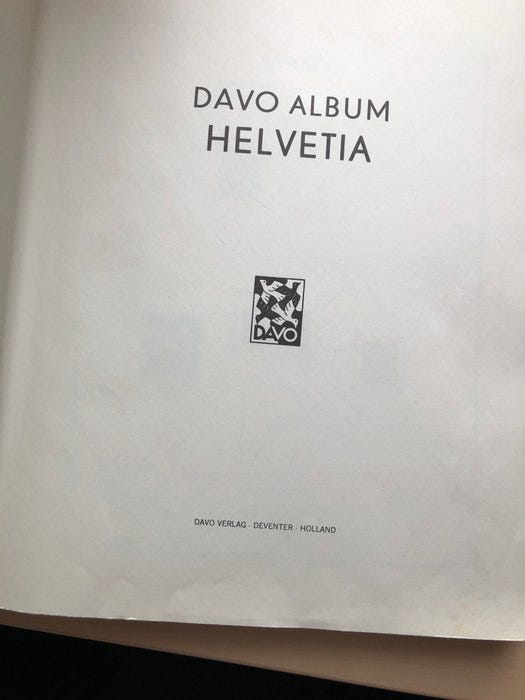 DAVO ALBUM
HELVETIA
DAVO
DAVO VERLAG · DEVENTER · HOLLAND